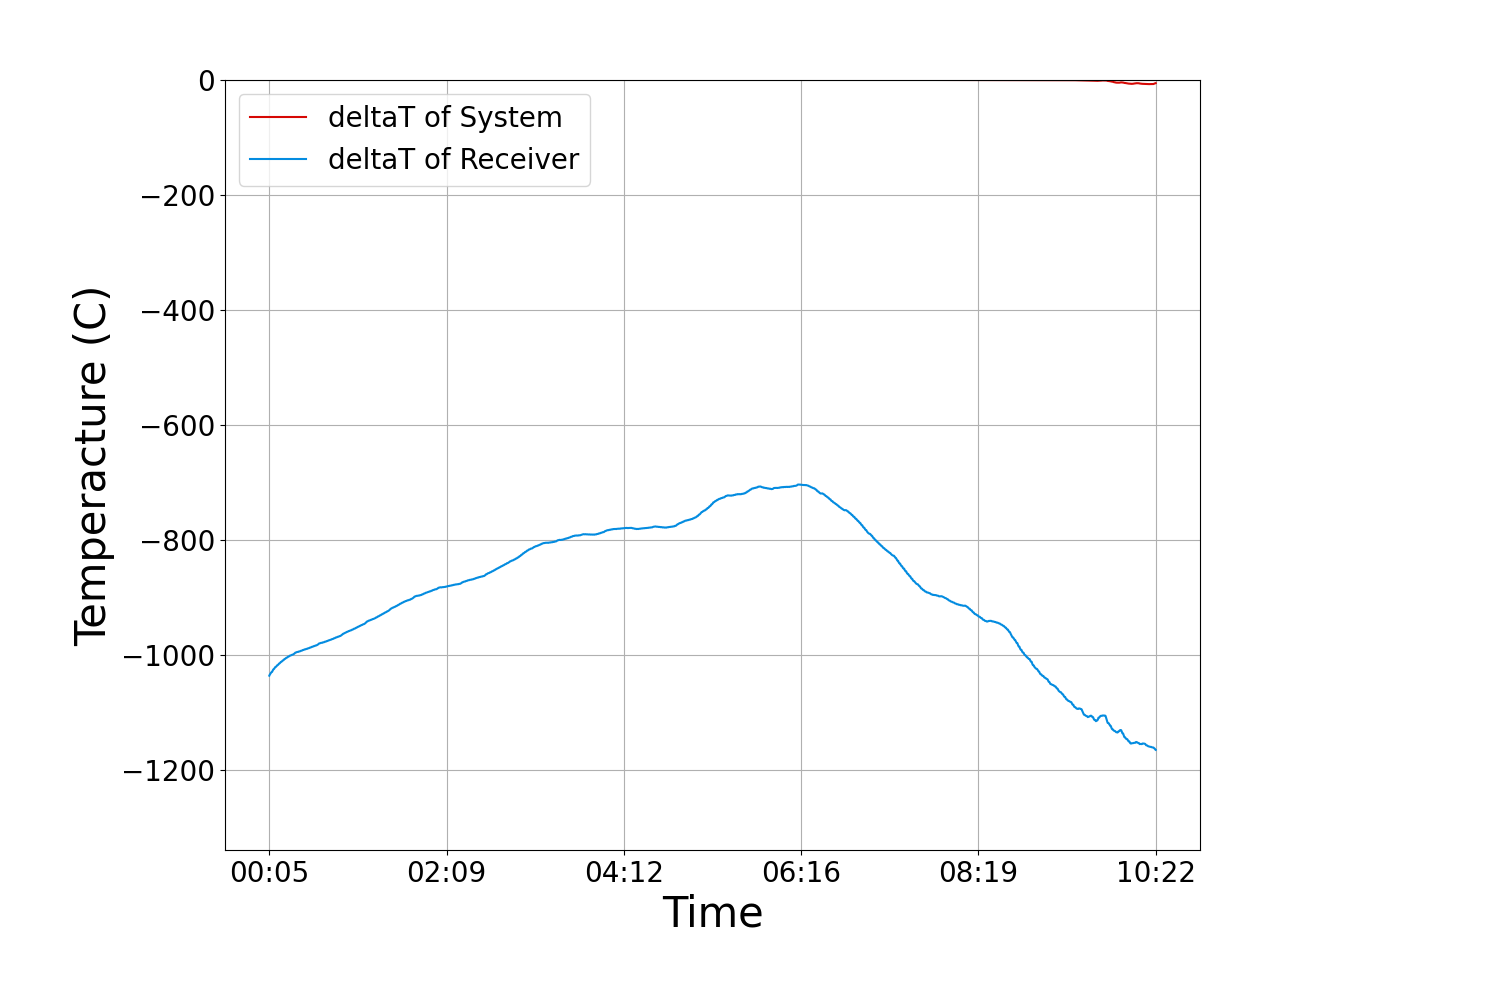 deltaT of System
deltaT of Receiver
0
−200
−400
−600
−800
−1000
−1200
Temperacture (C)
00:05 02:09 04:12 06:16 08:19 10:22
Time